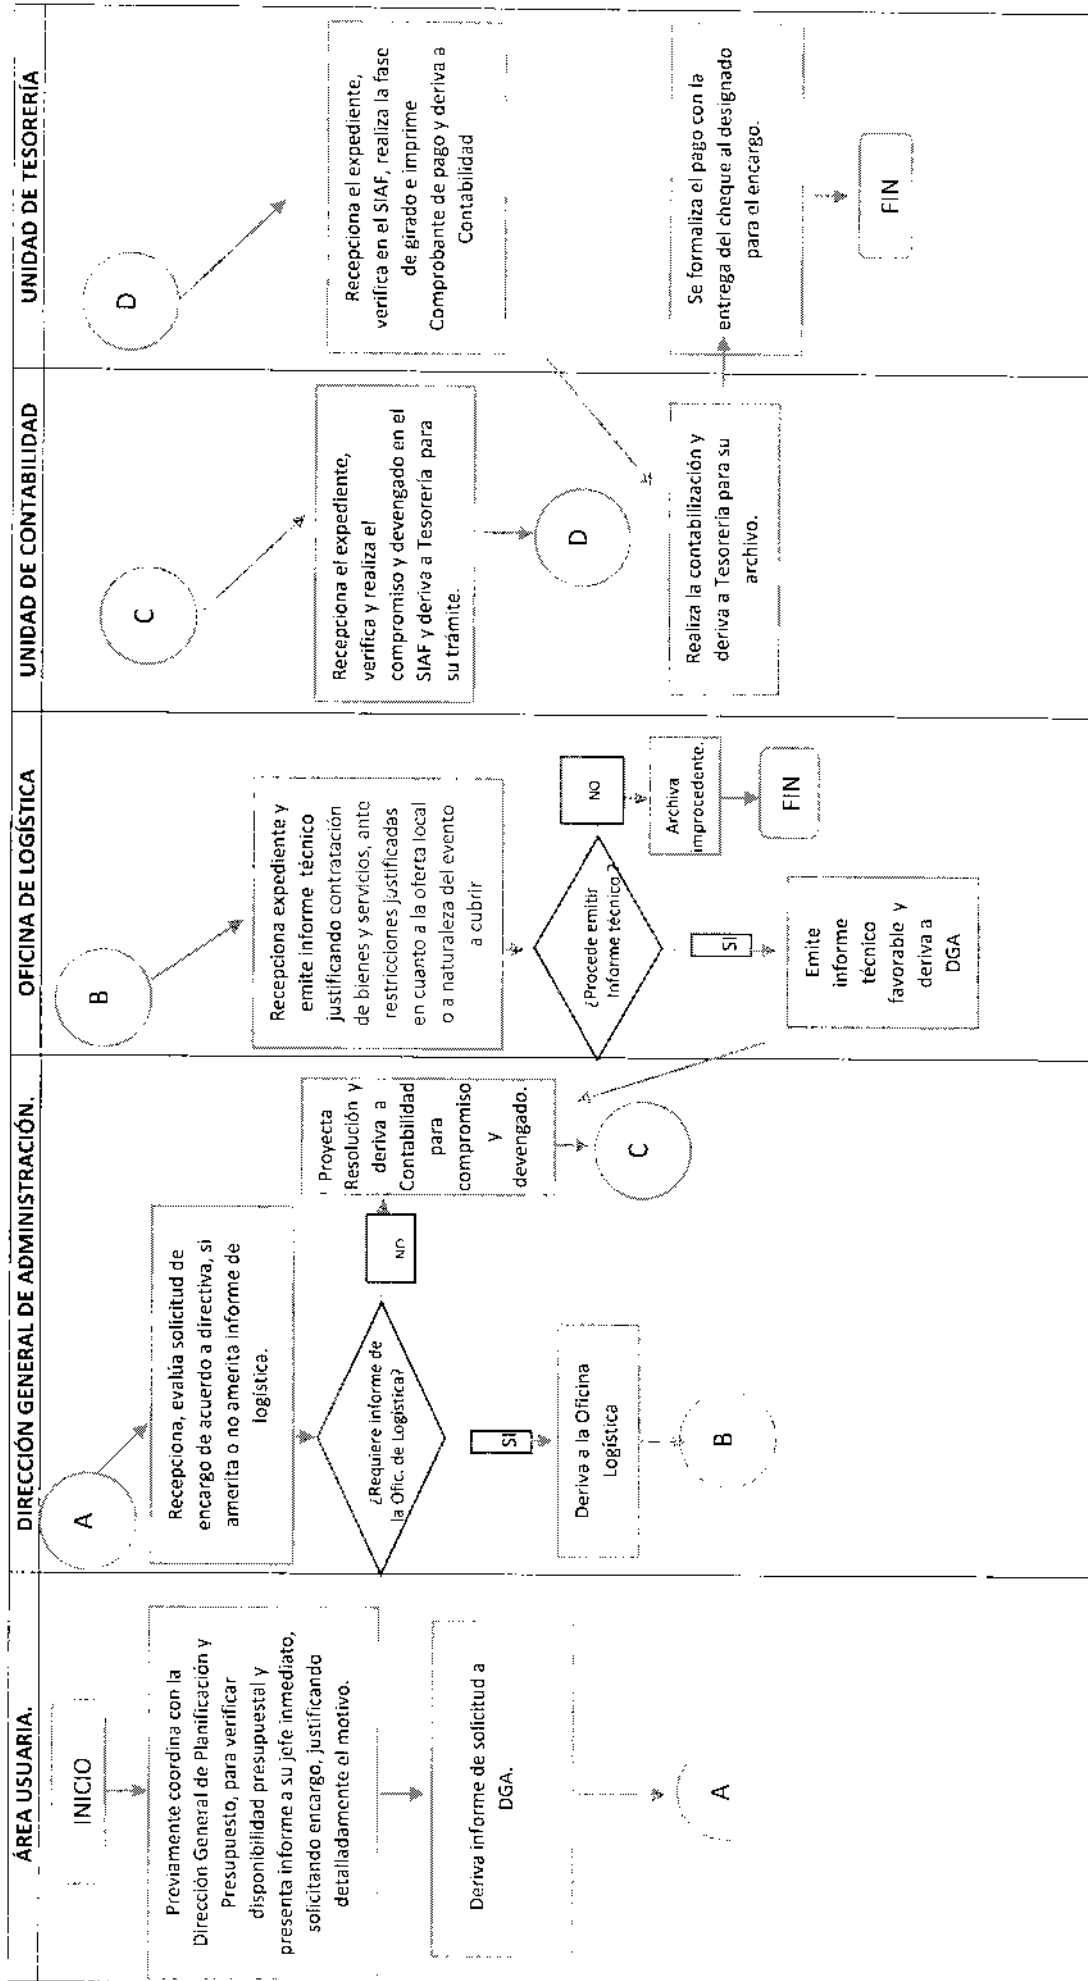 ÁREA USUARIA.
INICIO
Previamente coordina con la
Dirección General de Planificación y
Presupuesto, para verificar
disponibilidad presupuestal y
presenta informe a su jefe inmediato,
solicitando encargo, justificando
detalladamente el motivo.
Deriva informe de solicitud a
DGA.
A
DIRECCIÓN GENERAL DE ADMINISTRACIÓN.
A
Recepciona, evalúa solicitud de
encargo de acuerdo a directiva, si
amerita o no amerita informe de
logística.
¿Requiere informe de
la Ofic. de Logística?
NO
Proyecta
Resolución y
deriva a
Contabilidad
para
compromiso
y
devengado.
C
SI
Deriva a la Oficina
Logística
B
OFICINA DE LOGÍSTICA
B
Recepciona expediente y
emite informe técnico
justificando contratación
de bienes y servicios, ante
restricciones justificadas
en cuanto a la oferta local
o a naturaleza del evento
a cubrir
¿Procede emitir
Informe técnico?
NO
Archiva
improcedente.
FIN
SI
Emite
informe
técnico
favorable y
deriva a
DGA
UNIDAD DE CONTABILIDAD
C
Recepciona el expediente,
verifica y realiza el
compromiso y devengado en el
SIAF y deriva a Tesorería para
su trámite.
D
Realiza la contabilización y
deriva a Tesorería para su
archivo.
UNIDAD DE TESORERÍA
D
Recepciona el expediente,
verifica en el SIAF, realiza la fase
de girado e imprime
Comprobante de pago y deriva a
Contabilidad
Se formaliza el pago con la
entrega del cheque al designado
para el encargo.
FIN